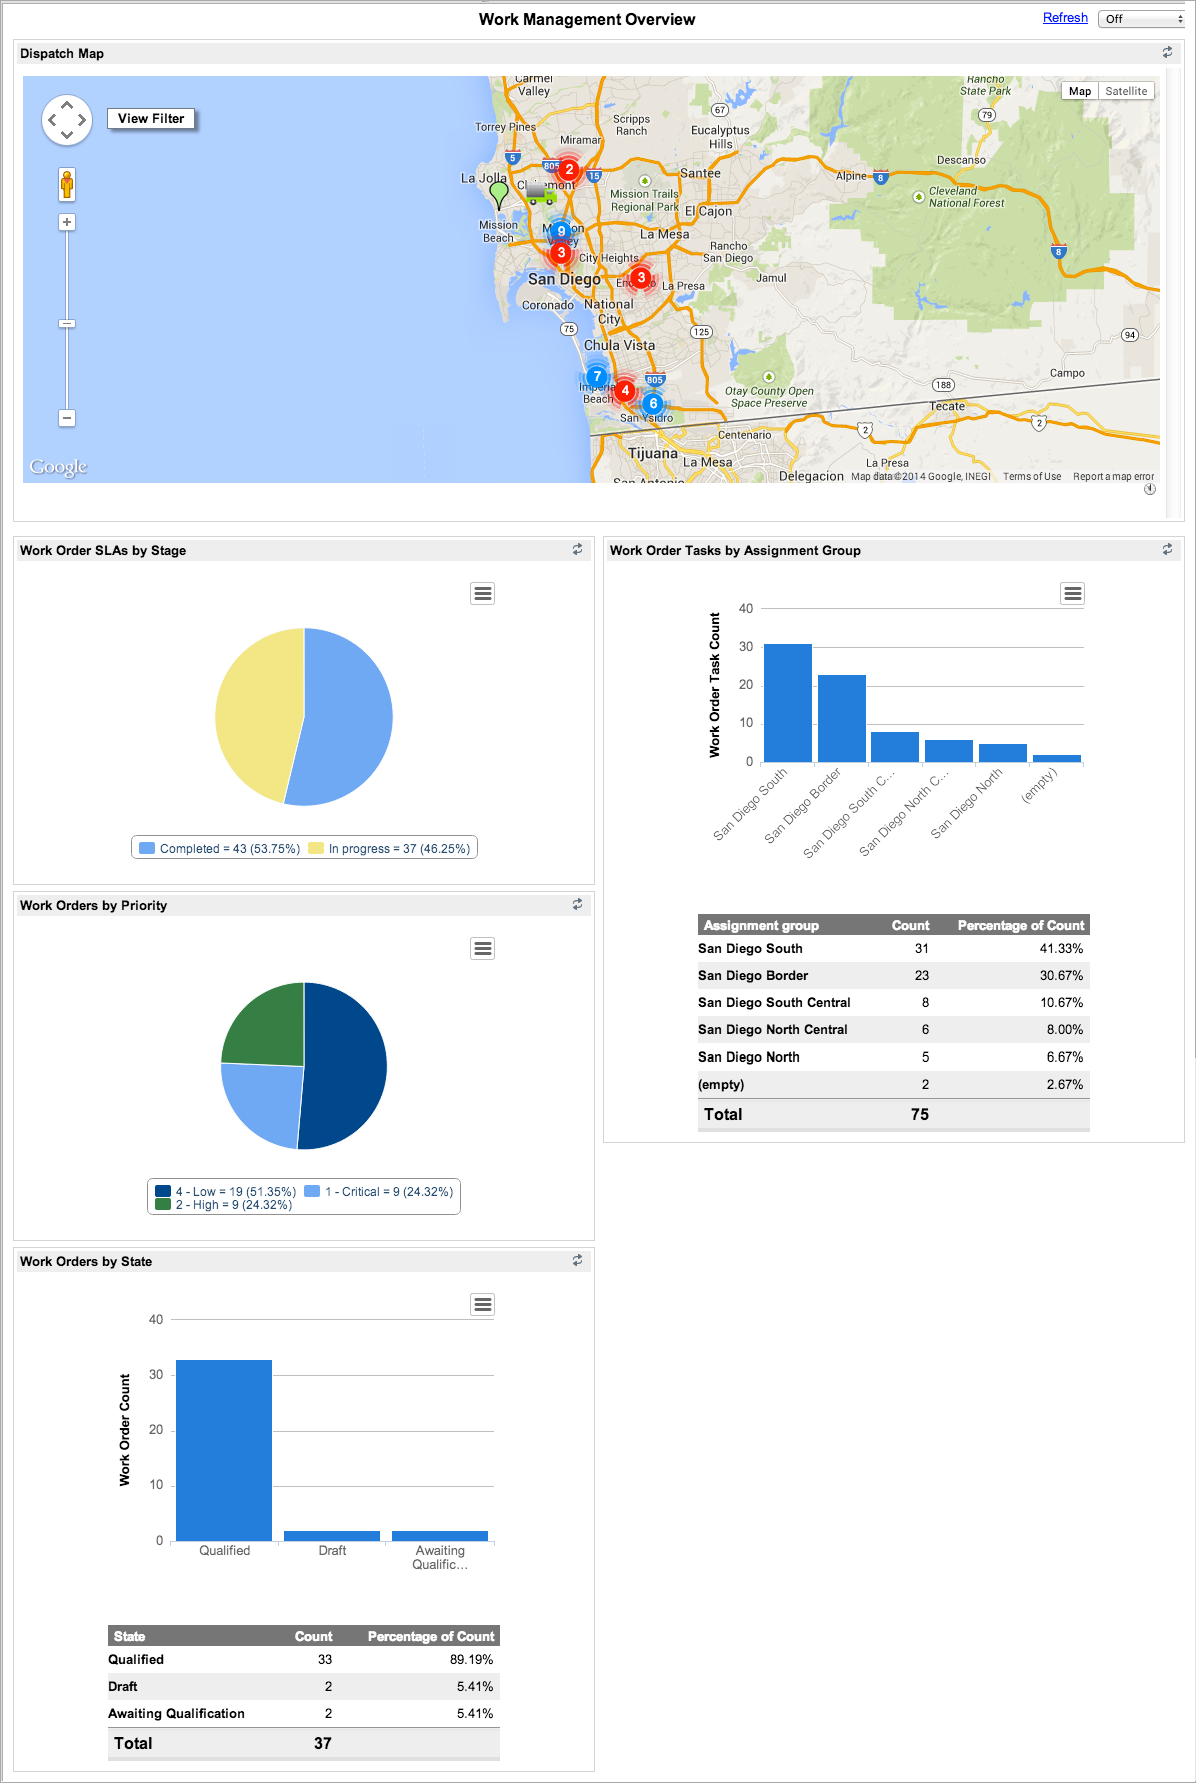 Work Management Overview
Refresh
Off
Dispatch Map
View Filter
Map
Satellite
Carmel
Valley
Torrey Pines
Scripps
Ranch
Miramar
67
Eucalyptus
Hills
Rancho
State Park
79
5
805
2
15
La Jolla
Mission Trails
Regional Park
Santee
El Cajon
Alpine
8
Descanso
Cleveland
National Forest
Mission
Beach
9
3
La Mesa
City Heights
Rancho
San Diego
8
San Diego
3
La Presa
Jamul
Coronado
National
City
75
125
Chula Vista
94
7
Beach
4
805
6
San Ysidro
Otay County Open
Space Preserve
188
Campo
Tecate
Centenario
2
2
Tijuana
La Mesa
La Presa
Delegacion
Google
Map data ©2014 Google, INEGI
Terms of Use
Report a map error
Work Order SLAs by Stage
Completed = 43 (53.75%)
In progress = 37 (46.25%)
Work Orders by Priority
4 - Low = 19 (51.35%)
1 - Critical = 9 (24.32%)
2 - High = 9 (24.32%)
Work Orders by State
Work Order Count
40
30
20
10
0
Qualified
Draft
Awaiting
Qualific...
State Count Percentage of Count
Qualified 33 89.19%
Draft 2 5.41%
Awaiting Qualification 2 5.41%
Total 37
Work Order Tasks by Assignment Group
Work Order Task Count
40
30
20
10
0
San Diego South
San Diego Border
San Diego South C...
San Diego North C...
San Diego North
(empty)
Assignment group Count Percentage of Count
San Diego South 31 41.33%
San Diego Border 23 30.67%
San Diego South Central 8 10.67%
San Diego North Central 6 8.00%
San Diego North 5 6.67%
(empty) 2 2.67%
Total 75